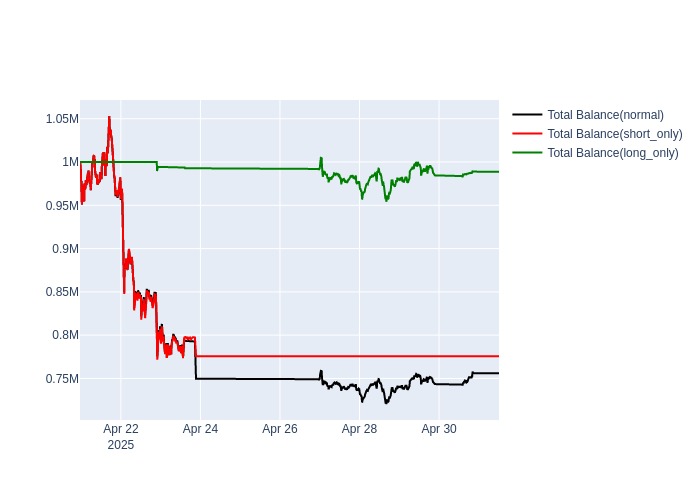 1.05M
1M
0.95M
0.9M
0.85M
0.8M
0.75M
Apr 22
2025
Apr 24
Apr 26
Apr 28
Apr 30
Total Balance(normal)
Total Balance(short_only)
Total Balance(long_only)